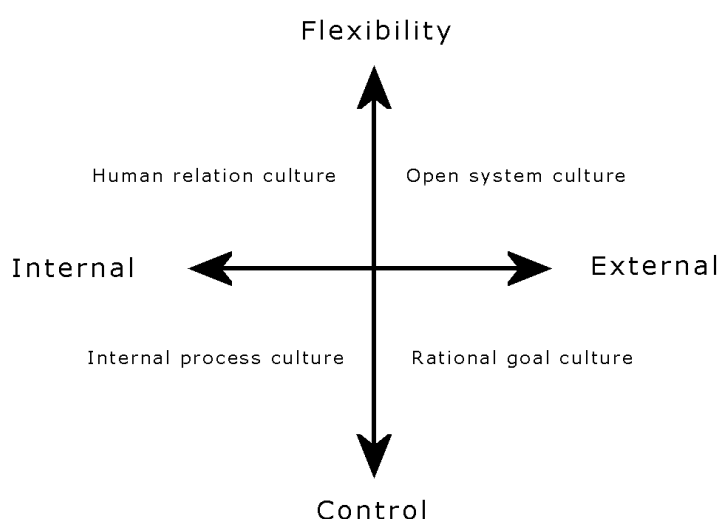 Flexibility
Human relation culture
Open system culture
Internal
External
Internal process culture
Rational goal culture
Control